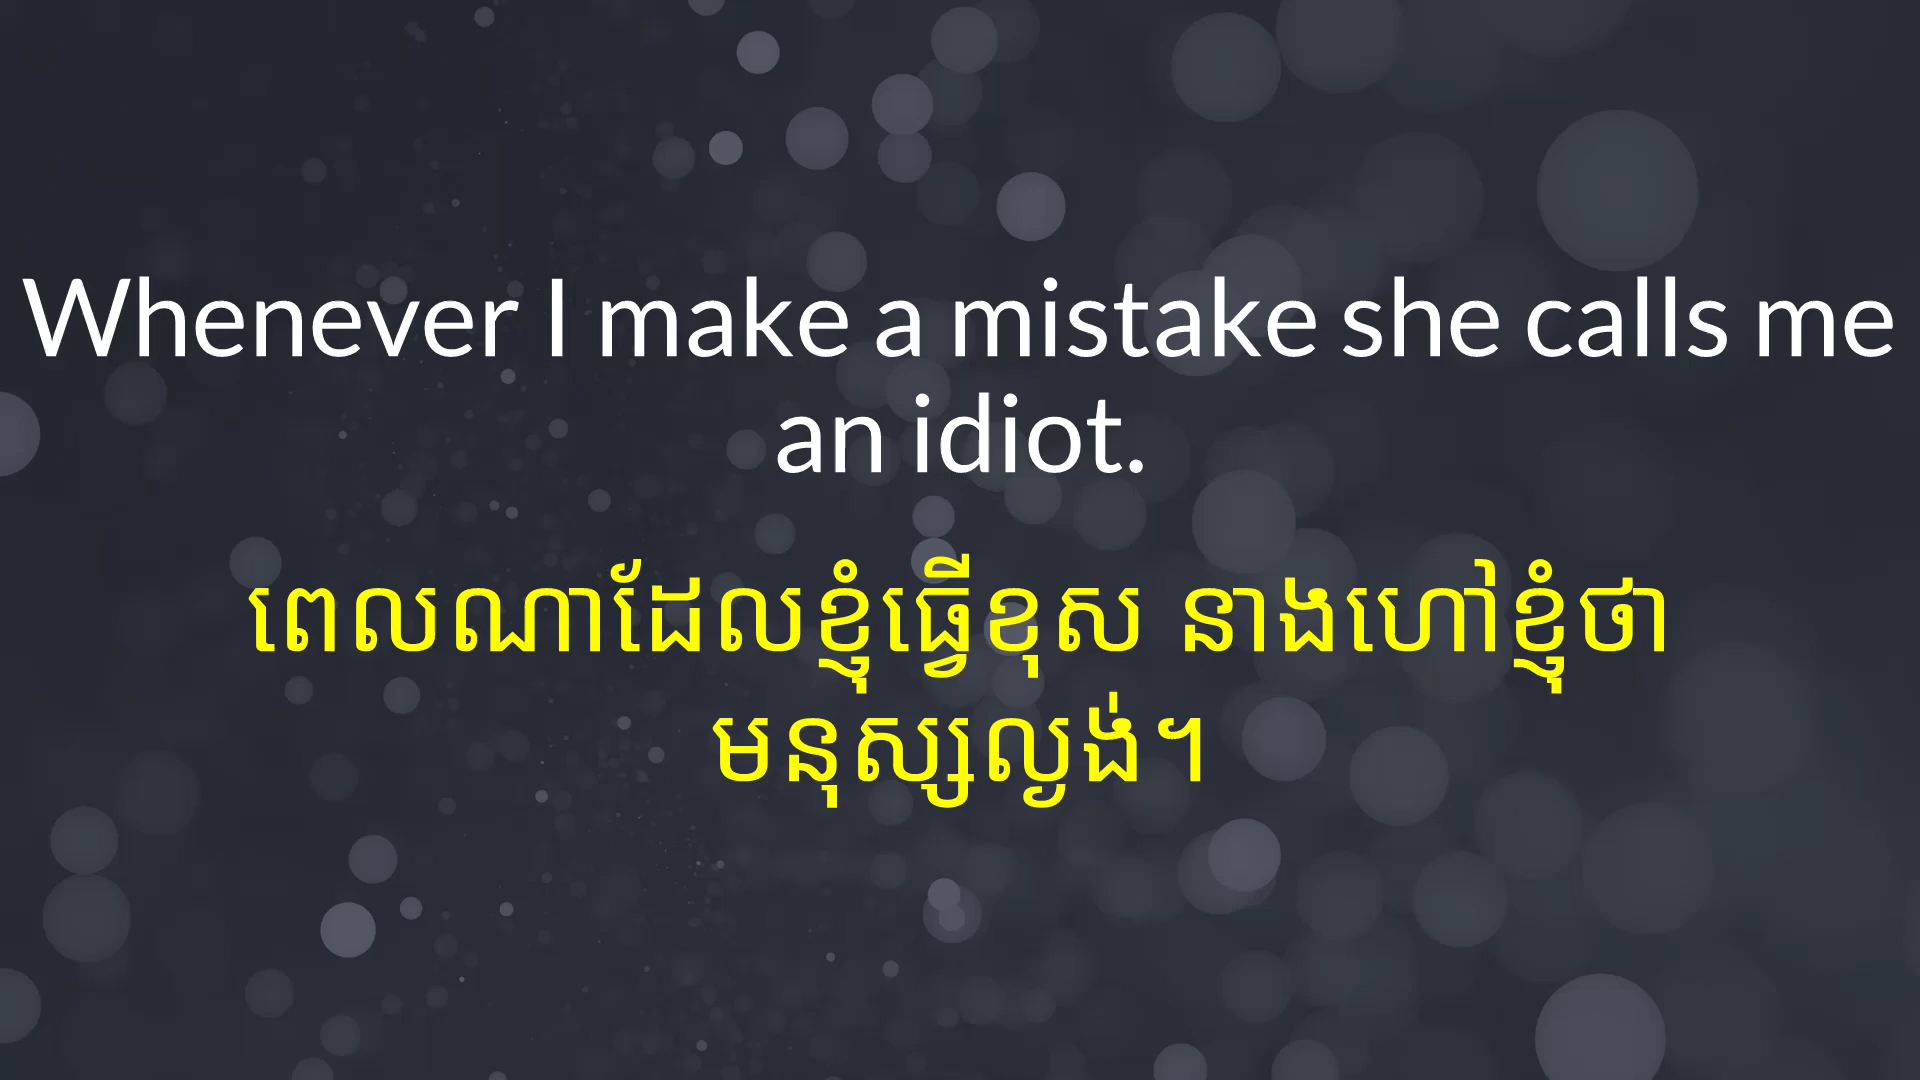 Whenever I make a mistake she calls me
an idiot.
ពេលណាដែលខ្ញុំធ្វើខុស នាងហៅខ្ញុំថា
មនុស្សល្ងង់។